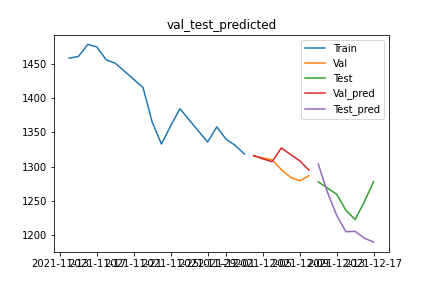 val_test_predicted
Train
Val
Test
Val_pred
Test_pred
1450
1400
1350
1300
1250
1200
2021-12-17